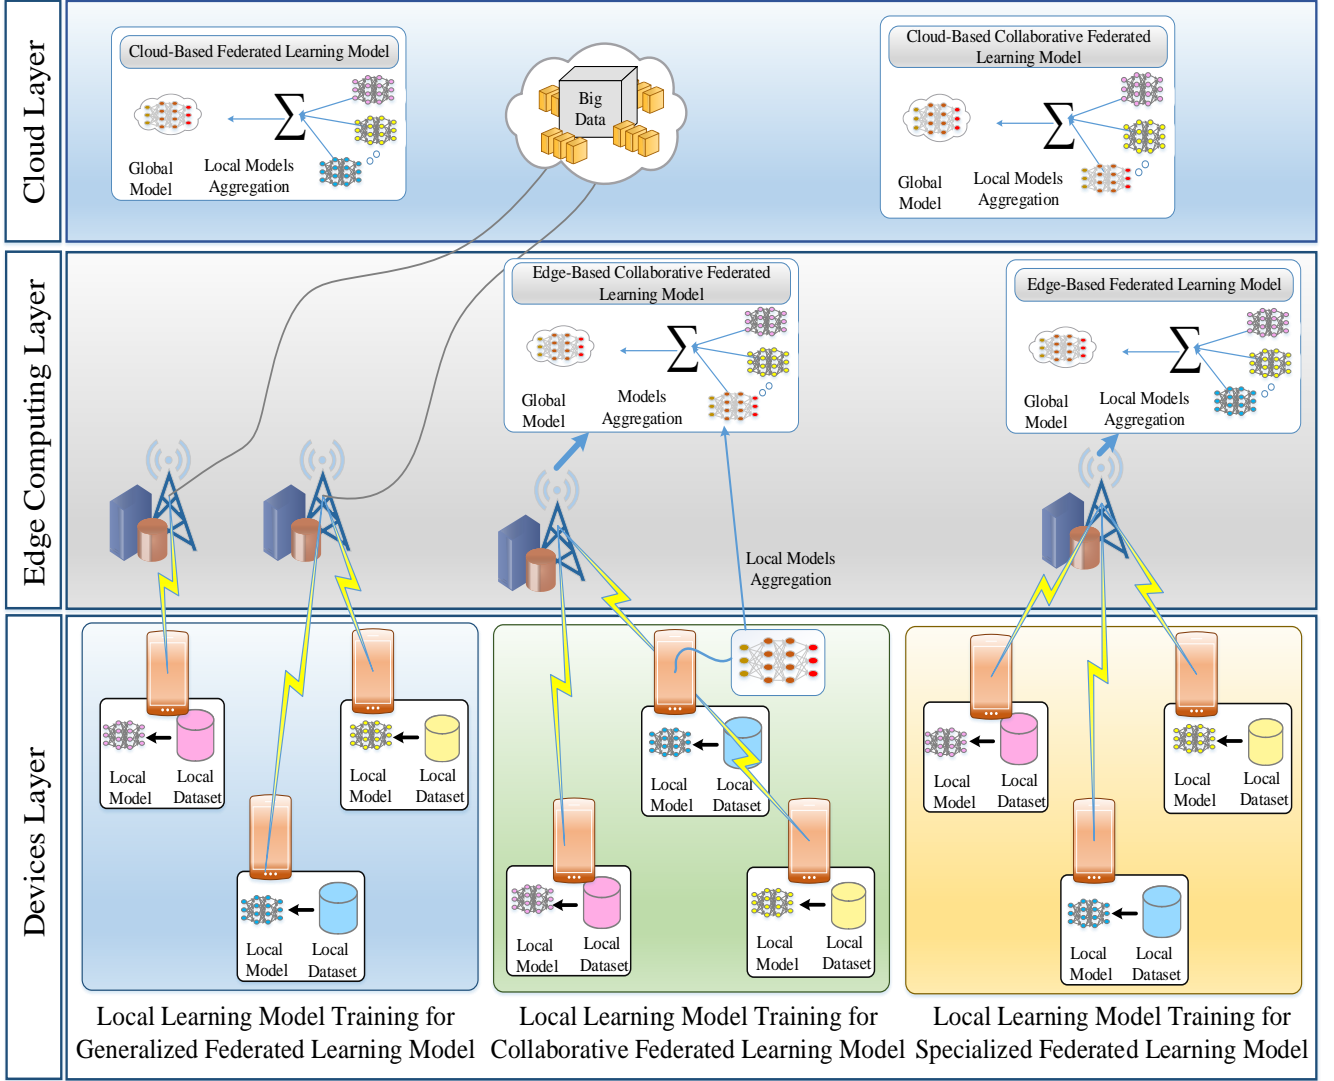 Cloud Layer
Cloud-Based Federated Learning Model
Global
Model
Local Models
Aggregation
Big
Data
Cloud-Based Collaborative Federated
Learning Model
Global
Model
Local Models
Aggregation
Edge Computing Layer
Edge-Based Collaborative Federated
Learning Model
Global
Model
Models
Aggregation
Edge-Based Federated Learning Model
Global
Model
Local Models
Aggregation
Local Models
Aggregation
Devices Layer
Local
Model
Local
Dataset
Local
Model
Local
Dataset
Local
Model
Local
Dataset
Local Learning Model Training for
Generalized Federated Learning Model
Local
Model
Local
Dataset
Local
Model
Local
Dataset
Local
Model
Local
Dataset
Local Learning Model Training for
Collaborative Federated Learning Model
Local
Model
Local
Dataset
Local
Model
Local
Dataset
Local
Model
Local
Dataset
Local Learning Model Training for
Specialized Federated Learning Model